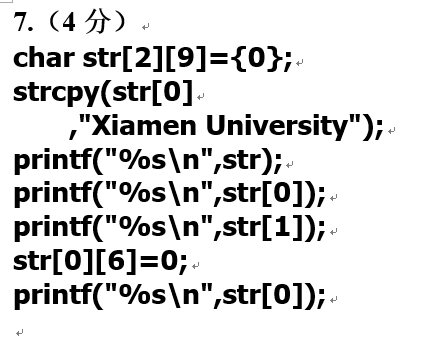 7.（4 分）
char str[2][9]={0};
strcpy(str[0]
,"Xiamen University");
printf("%s\n",str);
printf("%s\n",str[0]);
printf("%s\n",str[1]);
str[0][6]=0;
printf("%s\n",str[0]);